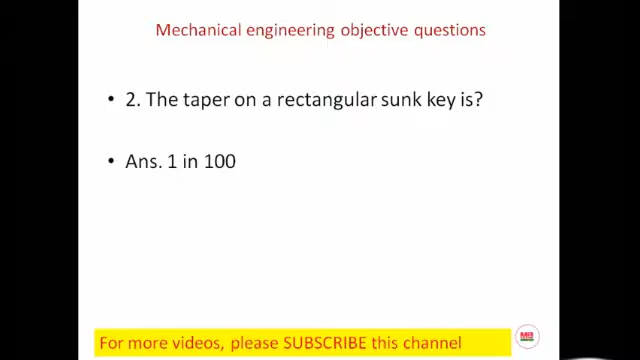 Mechanical engineering objective questions
• 2. The taper on a rectangular sunk key is?
• Ans. 1 in 100
For more videos, please SUBSCRIBE this channel